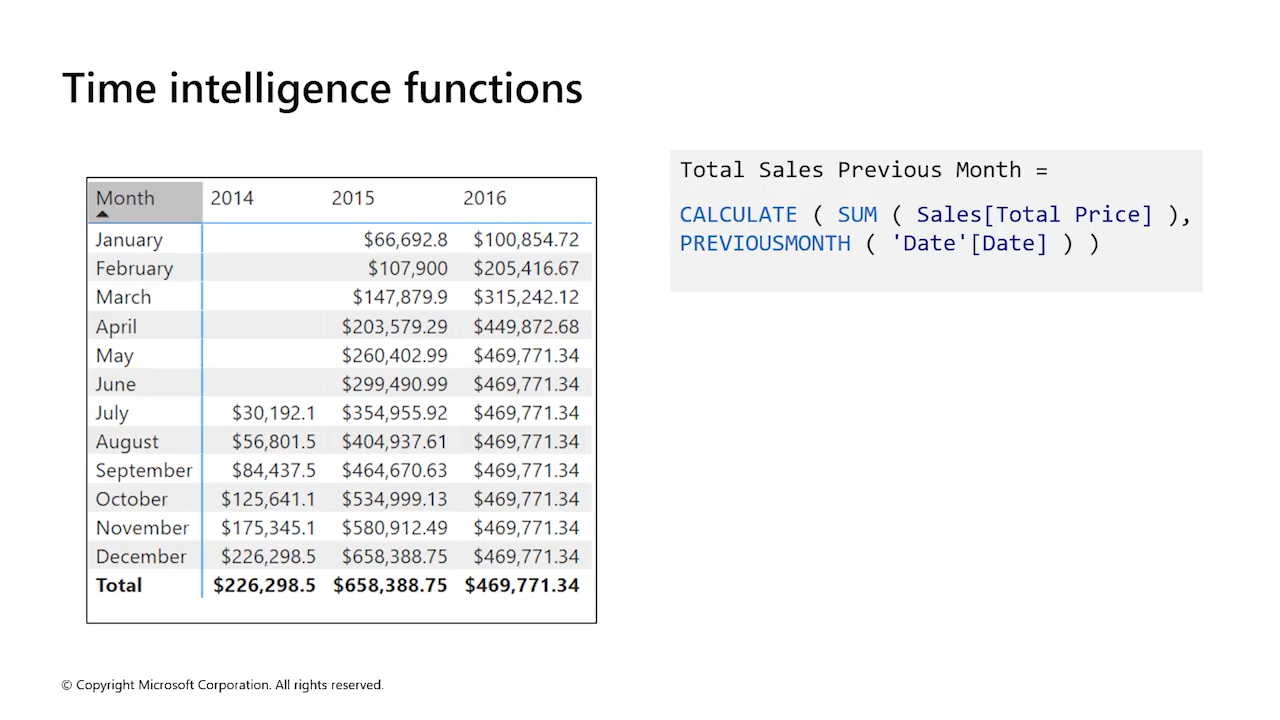 Time intelligence functions
Month 2014 2015 2016
January $66,692.8 $100,854.72
February $107,900 $205,416.67
March $147,879.9 $315,242.12
April $203,579.29 $449,872.68
May $260,402.99 $469,771.34
June $299,490.99 $469,771.34
July $30,192.1 $354,955.92 $469,771.34
August $56,801.5 $404,937.61 $469,771.34
September $84,437.5 $464,670.63 $469,771.34
October $125,641.1 $534,999.13 $469,771.34
November $175,345.1 $580,912.49 $469,771.34
December $226,298.5 $658,388.75 $469,771.34
Total $226,298.5 $658,388.75 $469,771.34
Total Sales Previous Month =
CALCULATE ( SUM ( Sales[Total Price] ),
PREVIOUSMONTH ( 'Date'[Date] ) )
© Copyright Microsoft Corporation. All rights reserved.